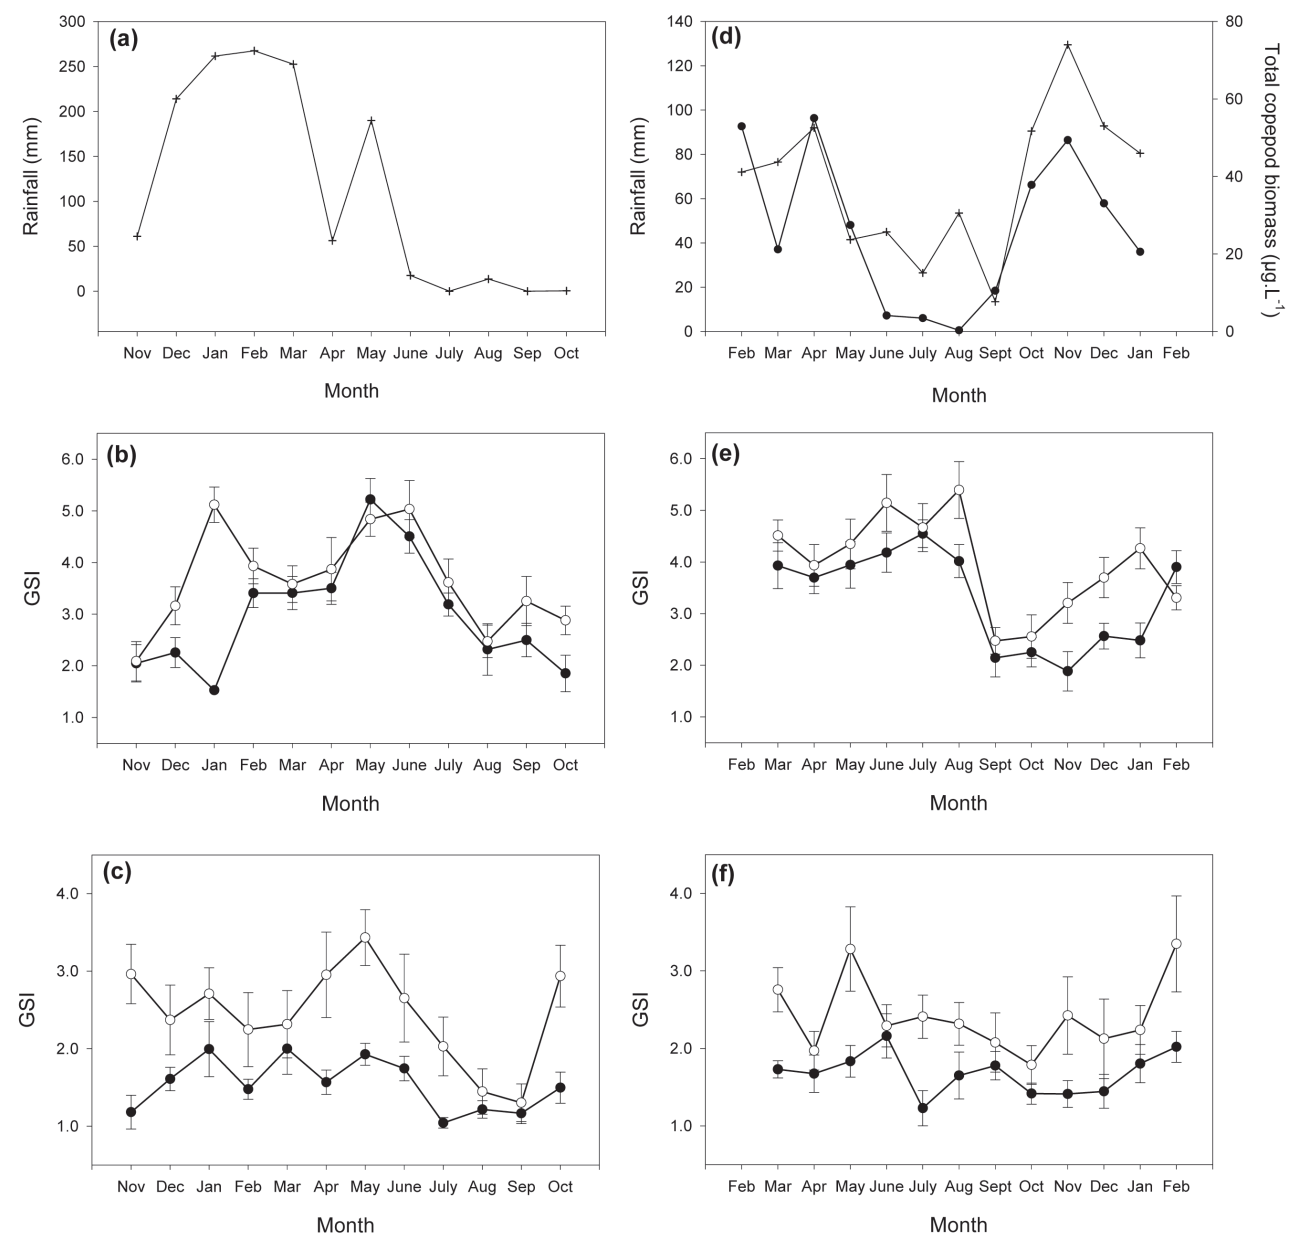 (a)
300
250
200
150
100
50
0
Rainfall (mm)
Nov Dec Jan Feb Mar Apr May June July Aug Sep Oct
Month
(d)
140
120
100
80
60
40
20
0
Rainfall (mm)
80
60
40
20
0
Total copepod biomass (µg.L⁻¹)
Feb Mar Apr May June July Aug Sept Oct Nov Dec Jan Feb
Month
(b)
6.0
5.0
4.0
3.0
2.0
1.0
GSI
Nov Dec Jan Feb Mar Apr May June July Aug Sep Oct
Month
(e)
6.0
5.0
4.0
3.0
2.0
1.0
GSI
Feb Mar Apr May June July Aug Sept Oct Nov Dec Jan Feb
Month
(c)
4.0
3.0
2.0
1.0
GSI
Nov Dec Jan Feb Mar Apr May June July Aug Sep Oct
Month
(f)
4.0
3.0
2.0
1.0
GSI
Feb Mar Apr May June July Aug Sept Oct Nov Dec Jan Feb
Month